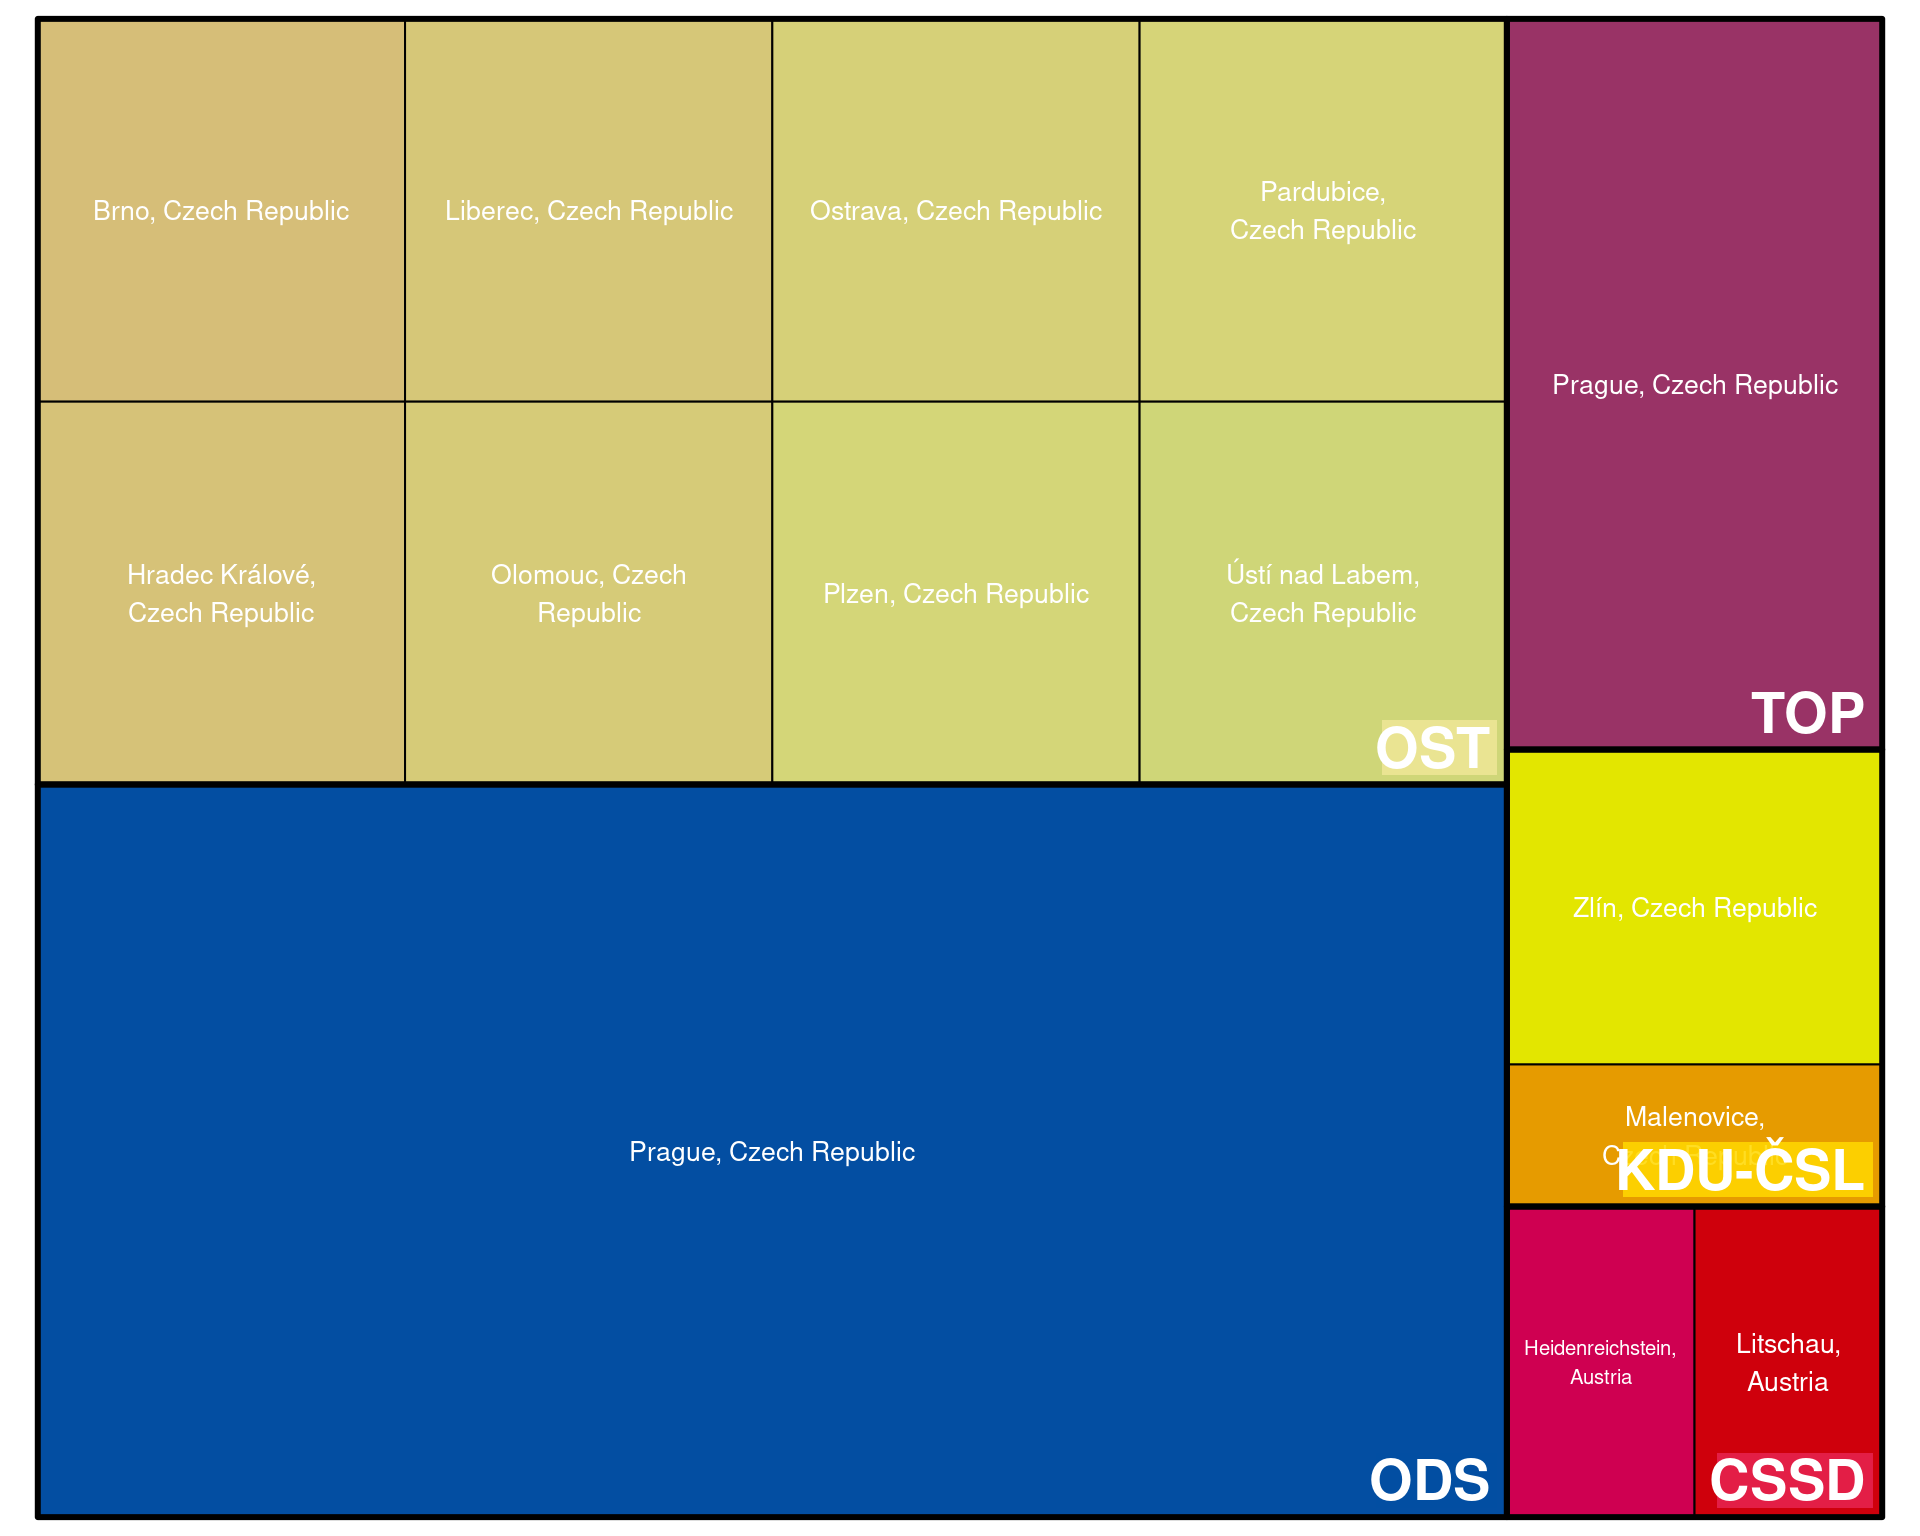 Brno, Czech Republic
Liberec, Czech Republic
Ostrava, Czech Republic
Pardubice,
Czech Republic
Hradec Králové,
Czech Republic
Olomouc, Czech
Republic
Plzen, Czech Republic
Ústí nad Labem,
Czech Republic
OST
Prague, Czech Republic
ODS
Prague, Czech Republic
TOP
Zlín, Czech Republic
Malenovice,
Czech Republic
KDU-ČSL
Heidenreichstein,
Austria
Litschau,
Austria
CSSD